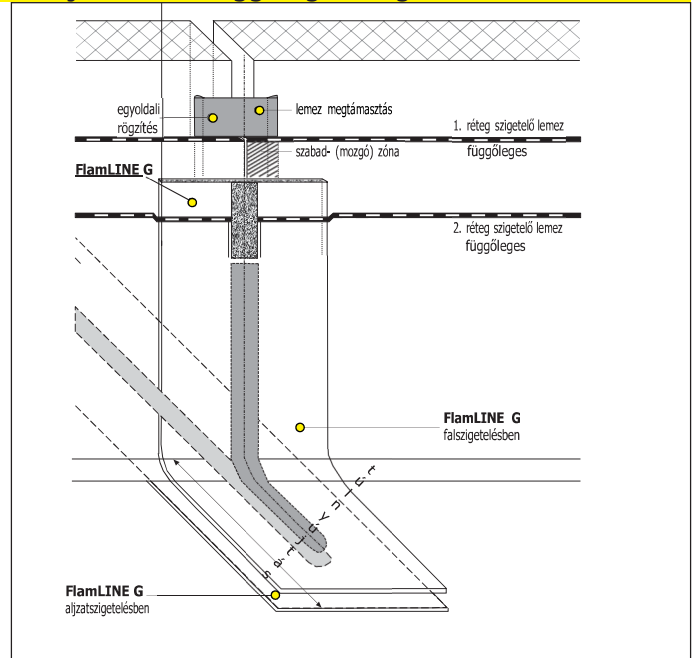 egyoldali
rögzítés
lemez megtámasztás
1. réteg szigetelő lemez
függőleges
szabad- (mozgó) zóna
FlamLINE G
2. réteg szigetelő lemez
függőleges
FlamLINE G
falszigetelésben
túlnyújtás
FlamLINE G
aljzatszigetelésben